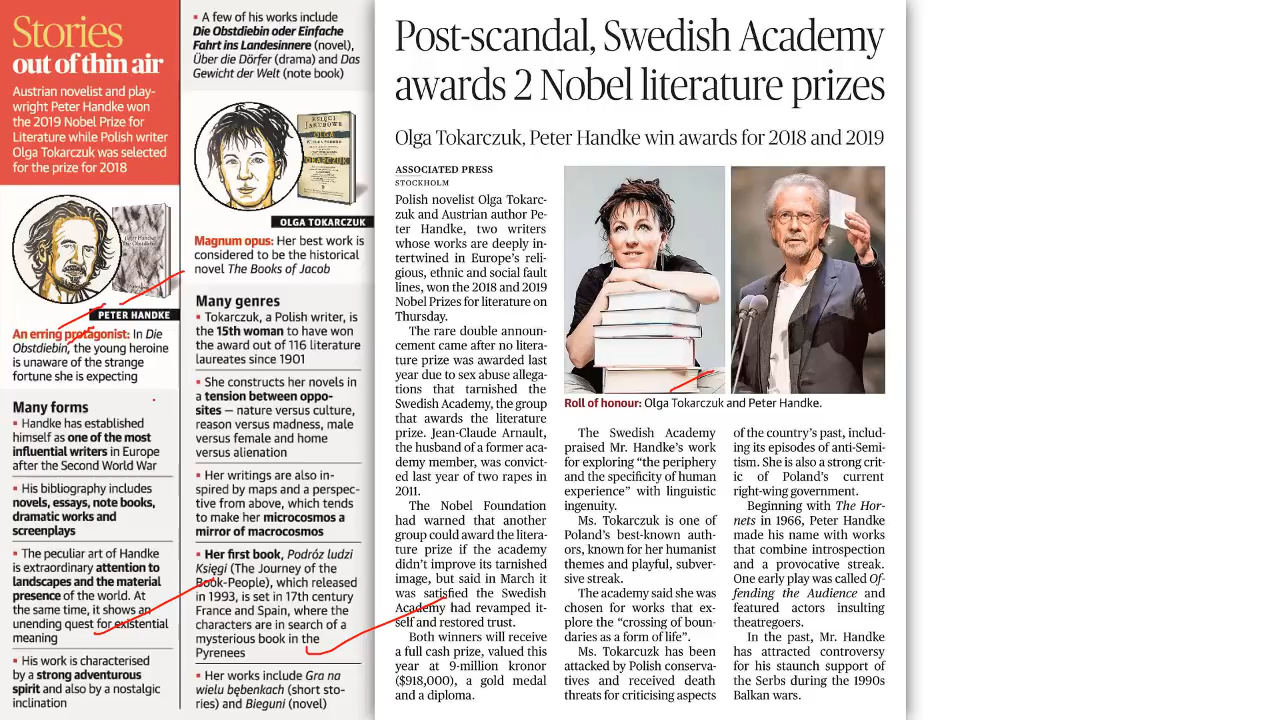 Stories
out of thin air
Austrian novelist and play-
wright Peter Handke won
the 2019 Nobel Prize for
Literature while Polish writer
Olga Tokarczuk was selected
for the prize for 2018
PETER HANDKE
An erring protagonist: In Die
Obstdiebin, the young heroine
is unaware of the strange
fortune she is expecting
Many forms
▪ Handke has established
himself as one of the most
influential writers in Europe
after the Second World War
▪ His bibliography includes
novels, essays, note books,
dramatic works and
screenplays
▪ The peculiar art of Handke
is extraordinary attention to
landscapes and the material
presence of the world. At
the same time, it shows an
unending quest for existential
meaning
▪ His work is characterised
by a strong adventurous
spirit and also by a nostalgic
inclination
▪ A few of his works include
Die Obstdiebin oder Einfache
Fahrt ins Landesinnere (novel),
Über die Dörfer (drama) and Das
Gewicht der Welt (note book)
KSIĘGI
JAKUBOWE
OLGA
TOKARCZUK
OLGA TOKARCZUK
Magnum opus: Her best work is
considered to be the historical
novel The Books of Jacob
Many genres
▪ Tokarczuk, a Polish writer, is
the 15th woman to have won
the award out of 116 literature
laureates since 1901
▪ She constructs her novels in
a tension between oppo-
sites — nature versus culture,
reason versus madness, male
versus female and home
versus alienation
▪ Her writings are also in-
spired by maps and a perspec-
tive from above, which tends
to make her microcosmos a
mirror of macrocosmos
▪ Her first book, Podróz ludzi
Księgi (The Journey of the
Book-People), which released
in 1993, is set in 17th century
France and Spain, where the
characters are in search of a
mysterious book in the
Pyrenees
▪ Her works include Gra na
wielu bębenkach (short sto-
ries) and Bieguni (novel)
Post-scandal, Swedish Academy
awards 2 Nobel literature prizes
Olga Tokarczuk, Peter Handke win awards for 2018 and 2019
ASSOCIATED PRESS
STOCKHOLM
Polish novelist Olga Tokarc-
zuk and Austrian author Pe-
ter Handke, two writers
whose works are deeply in-
tertwined in Europe's reli-
gious, ethnic and social fault
lines, won the 2018 and 2019
Nobel Prizes for literature on
Thursday.
The rare double announ-
cement came after no litera-
ture prize was awarded last
year due to sex abuse allega-
tions that tarnished the
Swedish Academy, the group
that awards the literature
prize. Jean-Claude Arnault,
the husband of a former aca-
demy member, was convict-
ed last year of two rapes in
2011.
The Nobel Foundation
had warned that another
group could award the litera-
ture prize if the academy
didn't improve its tarnished
image, but said in March it
was satisfied the Swedish
Academy had revamped it-
self and restored trust.
Both winners will receive
a full cash prize, valued this
year at 9-million kronor
($918,000), a gold medal
and a diploma.
Roll of honour: Olga Tokarczuk and Peter Handke.
The Swedish Academy
praised Mr. Handke's work
for exploring "the periphery
and the specificity of human
experience" with linguistic
ingenuity.
Ms. Tokarczuk is one of
Poland's best-known auth-
ors, known for her humanist
themes and playful, subver-
sive streak.
The academy said she was
chosen for works that ex-
plore the "crossing of boun-
daries as a form of life".
Ms. Tokarcuzk has been
attacked by Polish conserva-
tives and received death
threats for criticising aspects
of the country's past, includ-
ing its episodes of anti-Semi-
tism. She is also a strong crit-
ic of Poland's current
right-wing government.
Beginning with The Hor-
nets in 1966, Peter Handke
made his name with works
that combine introspection
and a provocative streak.
One early play was called Of-
fending the Audience and
featured actors insulting
theatregoers.
In the past, Mr. Handke
has attracted controversy
for his staunch support of
the Serbs during the 1990s
Balkan wars.